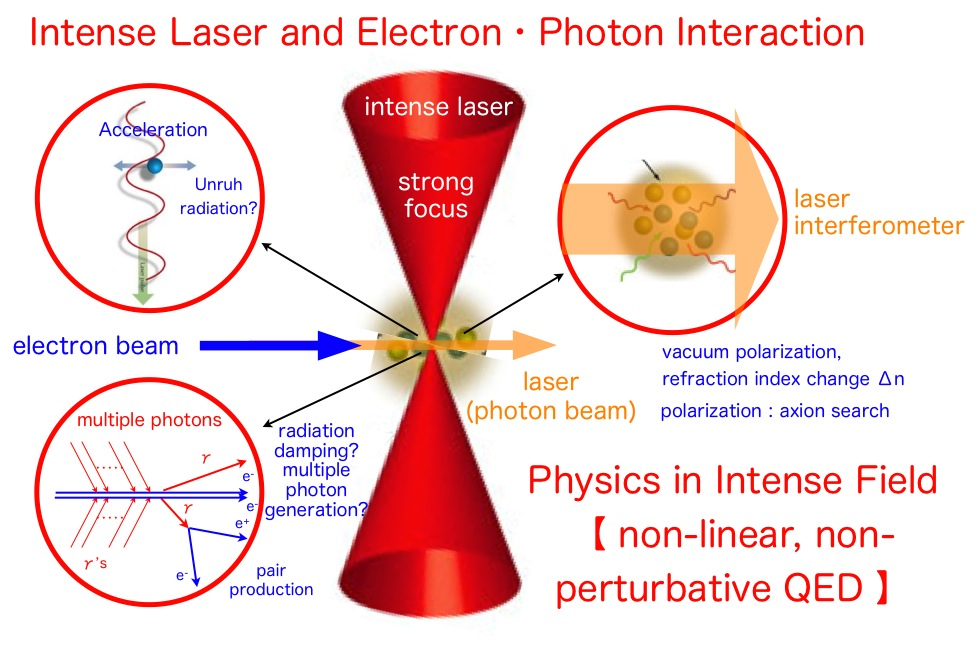 Intense Laser and Electron・Photon Interaction
intense laser
strong
focus
Acceleration
Unruh
radiation?
Laser pulse
laser
interferometer
electron beam
laser
(photon beam)
vacuum polarization,
refraction index change Δn
polarization : axion search
multiple photons
.....
.....
γ
e-
e-
γ
e+
e-
γ's
pair
production
radiation
damping?
multiple
photon
generation?
Physics in Intense Field
【 non-linear, non-
perturbative QED 】